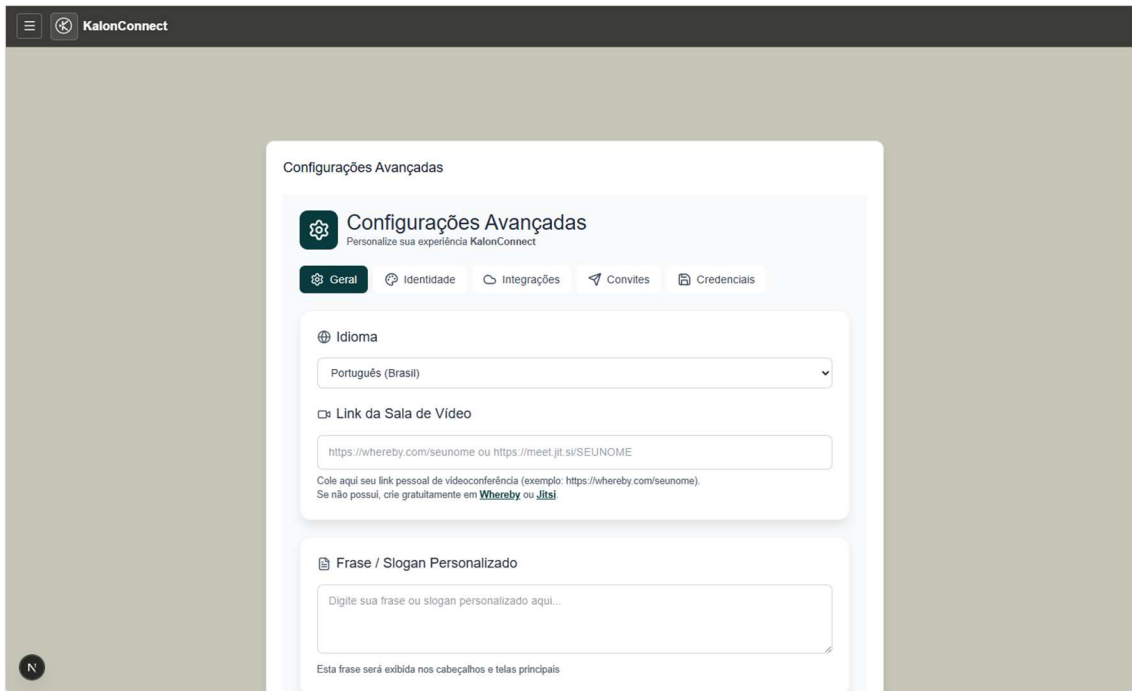 KalonConnect
Configurações Avançadas
Configurações Avançadas
Personalize sua experiência KalonConnect
Geral Identidade Integrações Convites Credenciais
Idioma
Português (Brasil)
Link da Sala de Vídeo
https://whereby.com/seunome ou https://meet.jit.si/SEUNOME
Cole aqui seu link pessoal de videoconferência (exemplo: https://whereby.com/seunome).
Se não possui, crie gratuitamente em Whereby ou Jitsi.
Frase / Slogan Personalizado
Digite sua frase ou slogan personalizado aqui...
Esta frase será exibida nos cabeçalhos e telas principais
N